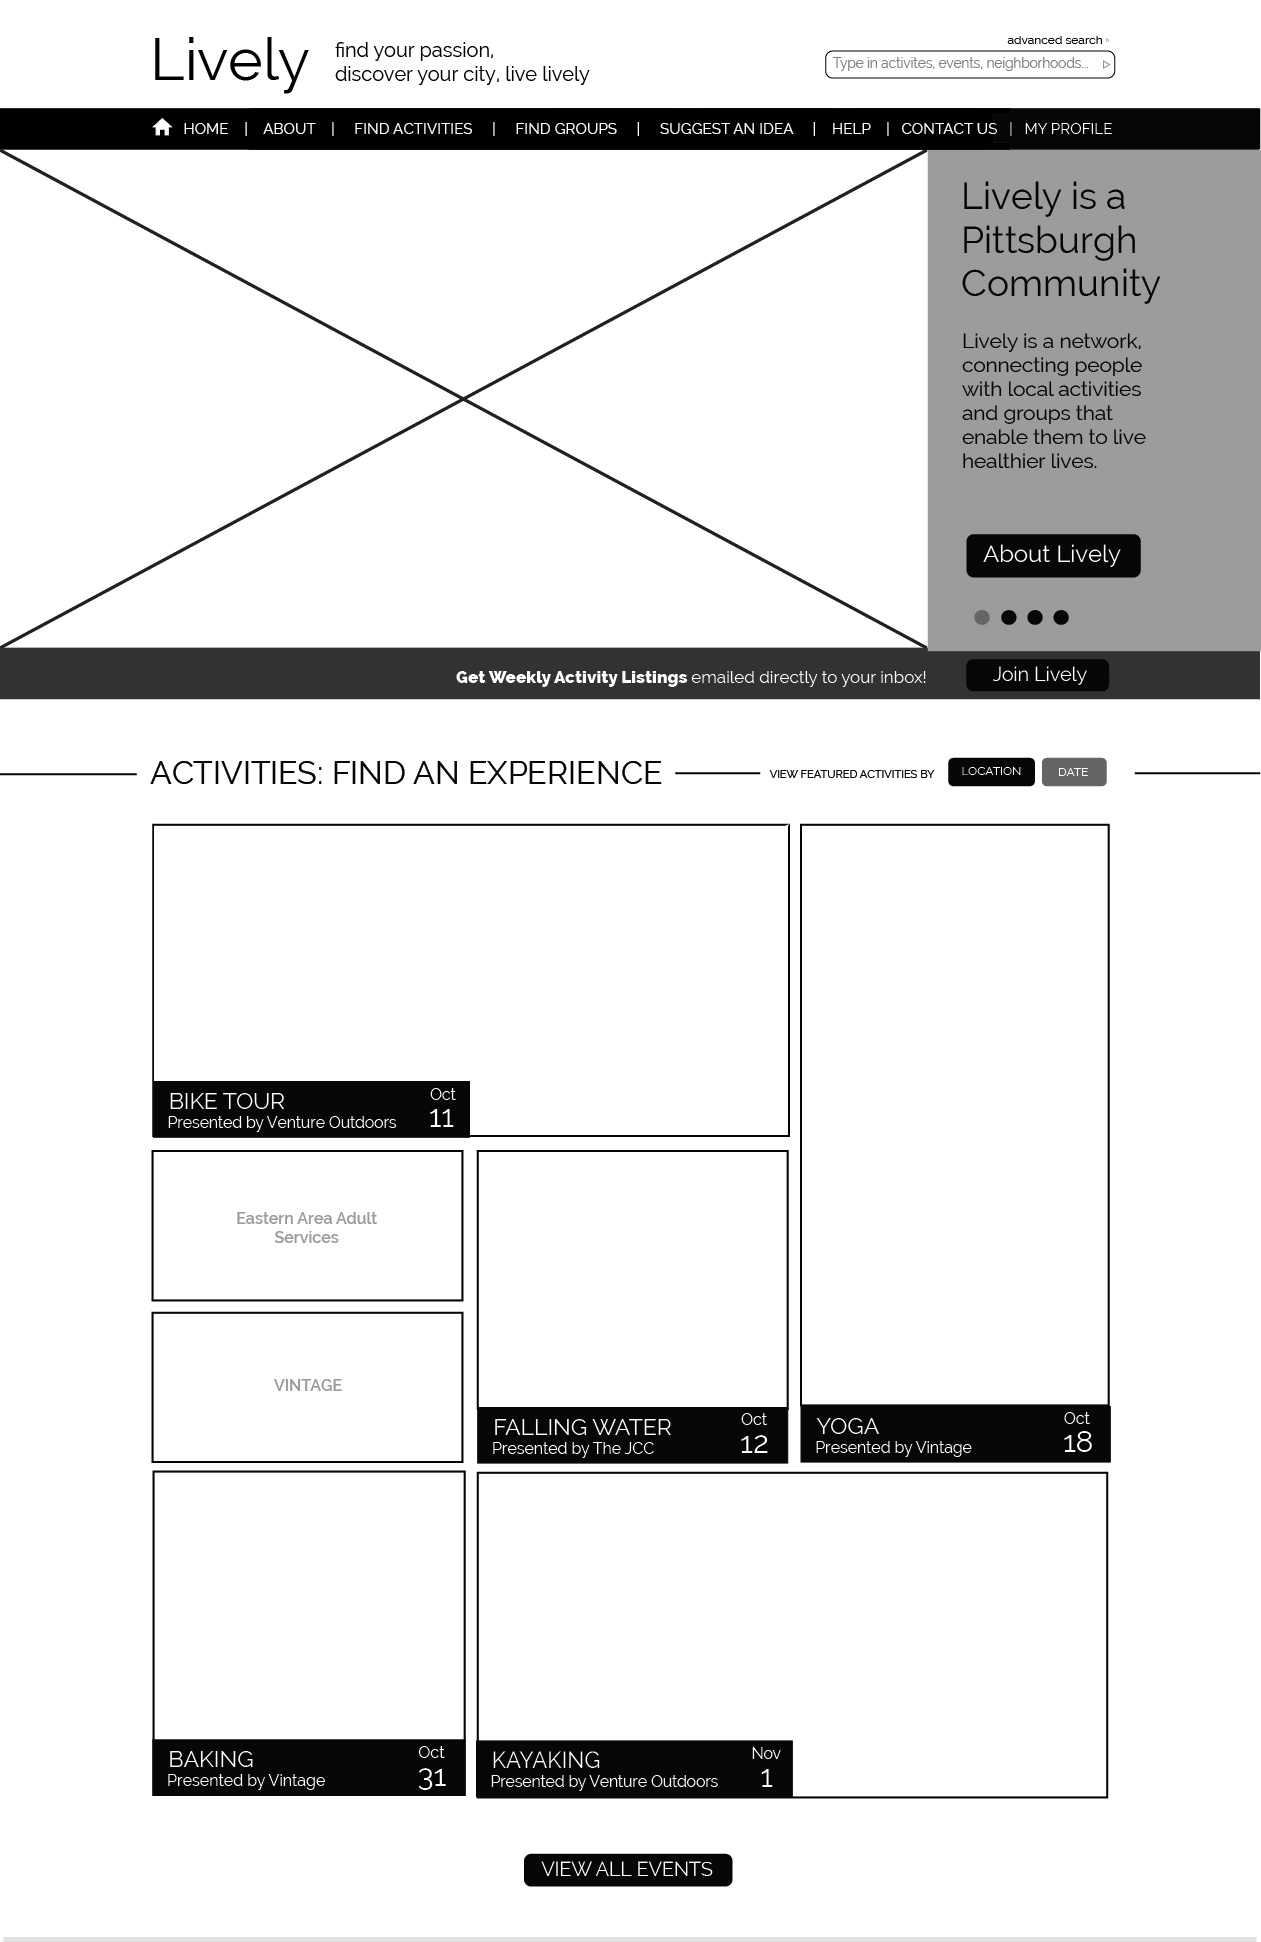 Lively
find your passion,
discover your city, live lively
advanced search
Type in activites, events, neighborhoods...
HOME | ABOUT | FIND ACTIVITIES | FIND GROUPS | SUGGEST AN IDEA | HELP | CONTACT US | MY PROFILE
Lively is a
Pittsburgh
Community
Lively is a network,
connecting people
with local activities
and groups that
enable them to live
healthier lives.
About Lively
Get Weekly Activity Listings emailed directly to your inbox!
Join Lively
ACTIVITIES: FIND AN EXPERIENCE
VIEW FEATURED ACTIVITIES BY
LOCATION
DATE
BIKE TOUR
Presented by Venture Outdoors
Oct
11
Eastern Area Adult
Services
VINTAGE
FALLING WATER
Presented by The JCC
Oct
12
YOGA
Presented by Vintage
Oct
18
BAKING
Presented by Vintage
Oct
31
KAYAKING
Presented by Venture Outdoors
Nov
1
VIEW ALL EVENTS